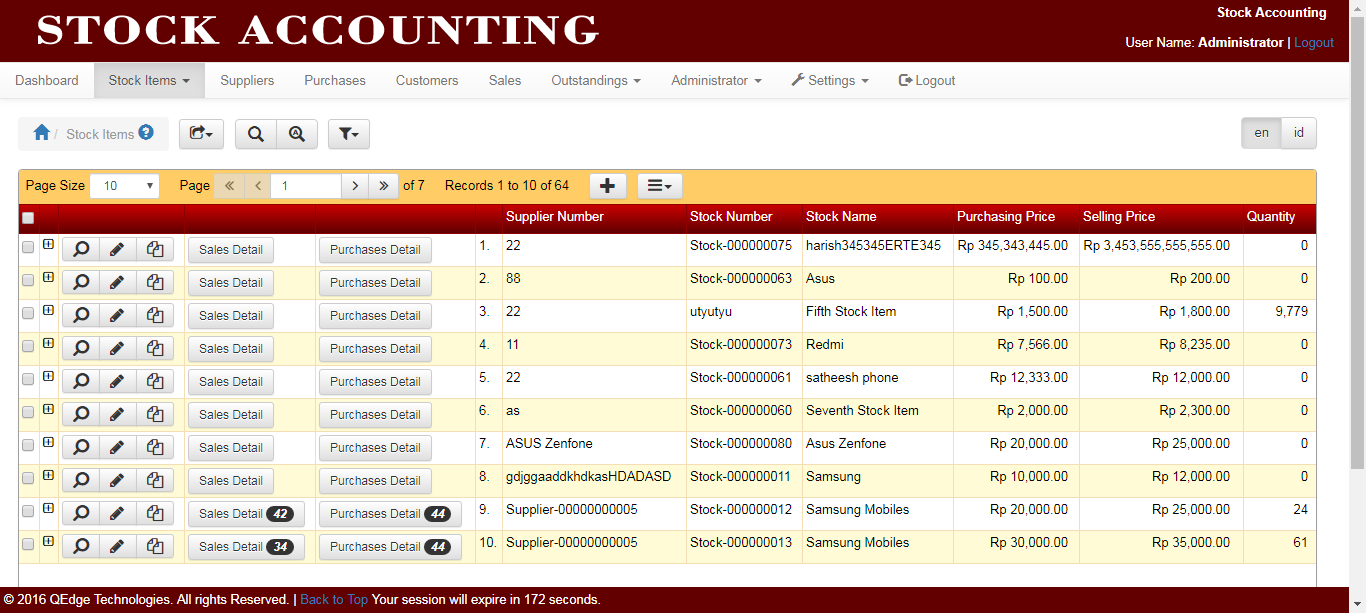 STOCK ACCOUNTING
Stock Accounting
User Name: Administrator | Logout
Dashboard Stock Items Suppliers Purchases Customers Sales Outstandings Administrator Settings Logout
/ Stock Items ? en id
Page Size 10 Page « < 1 > » of 7 Records 1 to 10 of 64
Supplier Number Stock Number Stock Name Purchasing Price Selling Price Quantity
Sales Detail Purchases Detail 1. 22 Stock-000000075 harish345345ERTE345 Rp 345,343,445.00 Rp 3,453,555,555,555.00 0
Sales Detail Purchases Detail 2. 88 Stock-000000063 Asus Rp 100.00 Rp 200.00 0
Sales Detail Purchases Detail 3. 22 utyutyu Fifth Stock Item Rp 1,500.00 Rp 1,800.00 9,779
Sales Detail Purchases Detail 4. 11 Stock-000000073 Redmi Rp 7,566.00 Rp 8,235.00 0
Sales Detail Purchases Detail 5. 22 Stock-000000061 satheesh phone Rp 12,333.00 Rp 12,000.00 0
Sales Detail Purchases Detail 6. as Stock-000000060 Seventh Stock Item Rp 2,000.00 Rp 2,300.00 0
Sales Detail Purchases Detail 7. ASUS Zenfone Stock-000000080 Asus Zenfone Rp 20,000.00 Rp 25,000.00 0
Sales Detail Purchases Detail 8. gdjggaaddkhdkasHDADASD Stock-000000011 Samsung Rp 10,000.00 Rp 12,000.00 0
Sales Detail 42 Purchases Detail 44 9. Supplier-00000000005 Stock-000000012 Samsung Mobiles Rp 20,000.00 Rp 25,000.00 24
Sales Detail 34 Purchases Detail 44 10. Supplier-00000000005 Stock-000000013 Samsung Mobiles Rp 30,000.00 Rp 35,000.00 61
© 2016 QEdge Technologies. All rights Reserved. | Back to Top Your session will expire in 172 seconds.